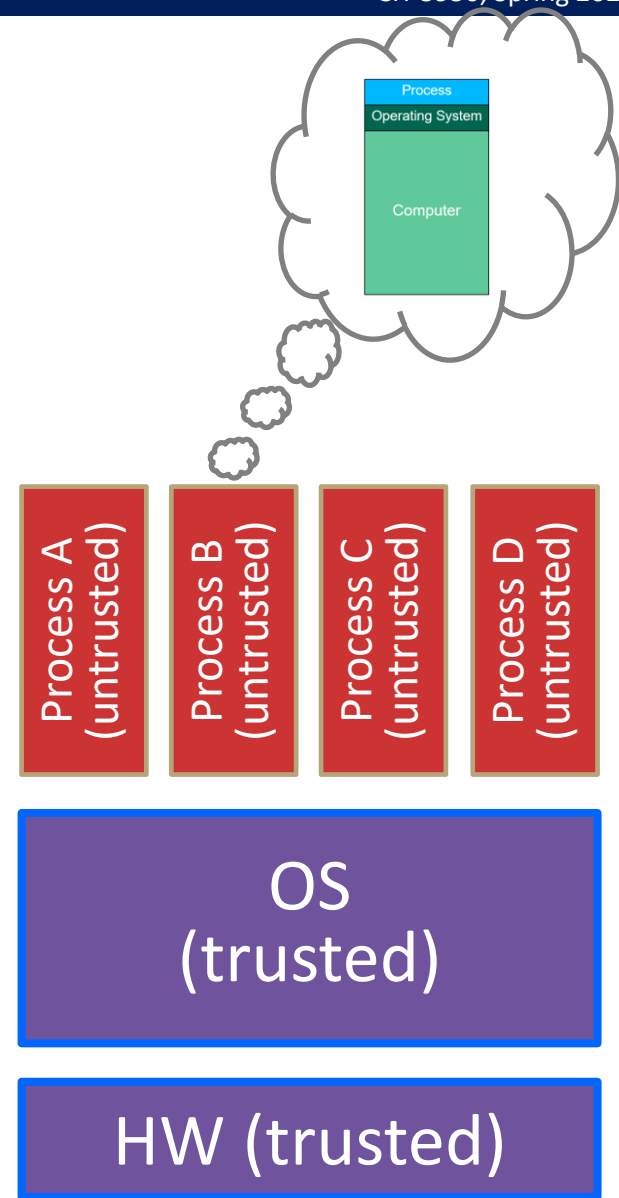 Process
Operating System
Computer
Process A
(untrusted)
Process B
(untrusted)
Process C
(untrusted)
Process D
(untrusted)
OS
(trusted)
HW (trusted)